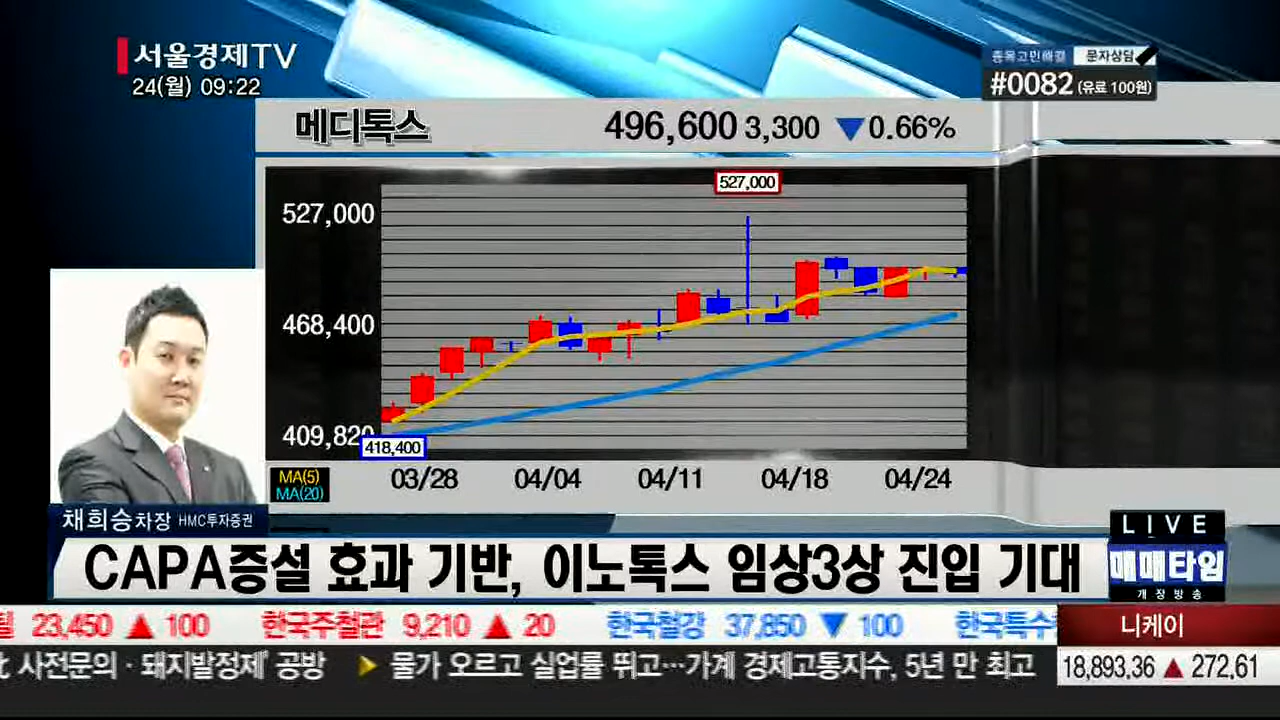 서울경제TV
24(월) 09:22
종목고민해결 문자상담
#0082 (유료 100원)
메디톡스 496,600 3,300 ▼0.66%
527,000
527,000
468,400
409,820
418,400
MA(5)
MA(20)
03/28 04/04 04/11 04/18 04/24
채희승차장 HMC투자증권
CAPA증설 효과 기반, 이노톡스 임상3상 진입 기대
LIVE
매매타임
개장방송
23,450 ▲ 100 한국주철관 9,210 ▲ 20 한국철강 37,850 ▼ 100 한국특수
니케이
사전문의·돼지발정제' 공방 ▶ 물가 오르고 실업률 뛰고…가계 경제고통지수, 5년 만 최고
18,893.36 ▲ 272.61